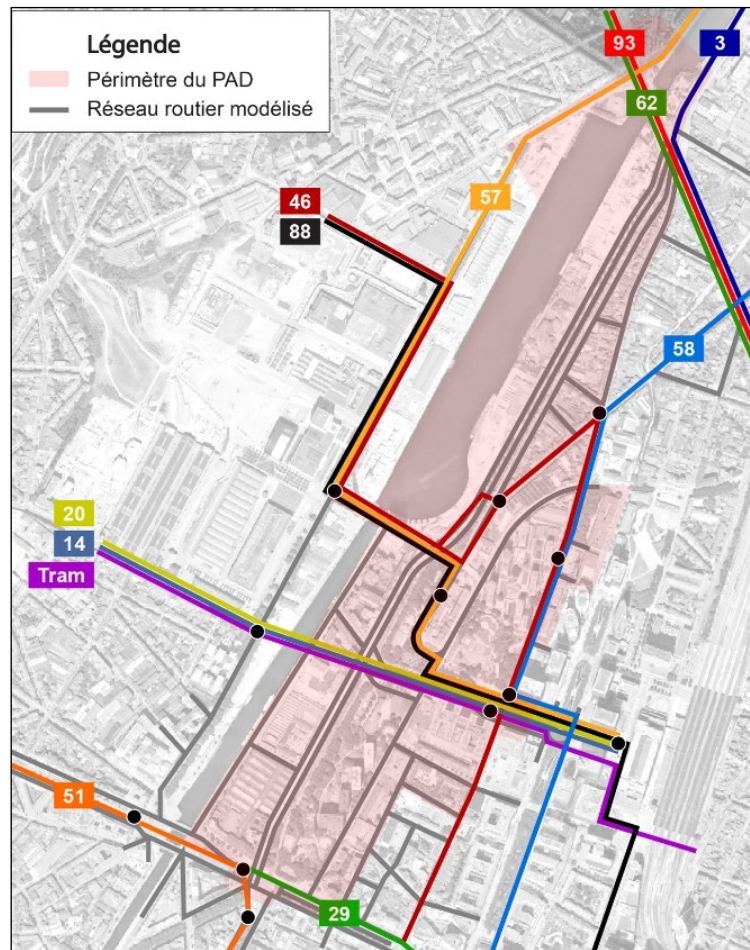 Légende
Périmètre du PAD
Réseau routier modélisé
93
3
62
57
46
88
58
20
14
Tram
51
29